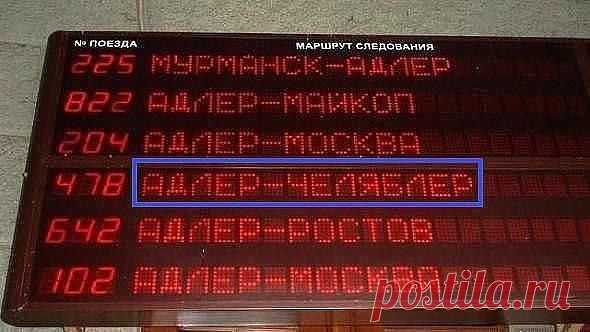 № ПОЕЗДА МАРШРУТ СЛЕДОВАНИЯ
225 МУРМАНСК-АДЛЕР
822 АДЛЕР-МАЙКОП
204 АДЛЕР-МОСКВА
478 АДЛЕР-ЧЕЛЯБЛЕР
642 АДЛЕР-РОСТОВ
102 АДЛЕР-МОСКВА
postila.ru